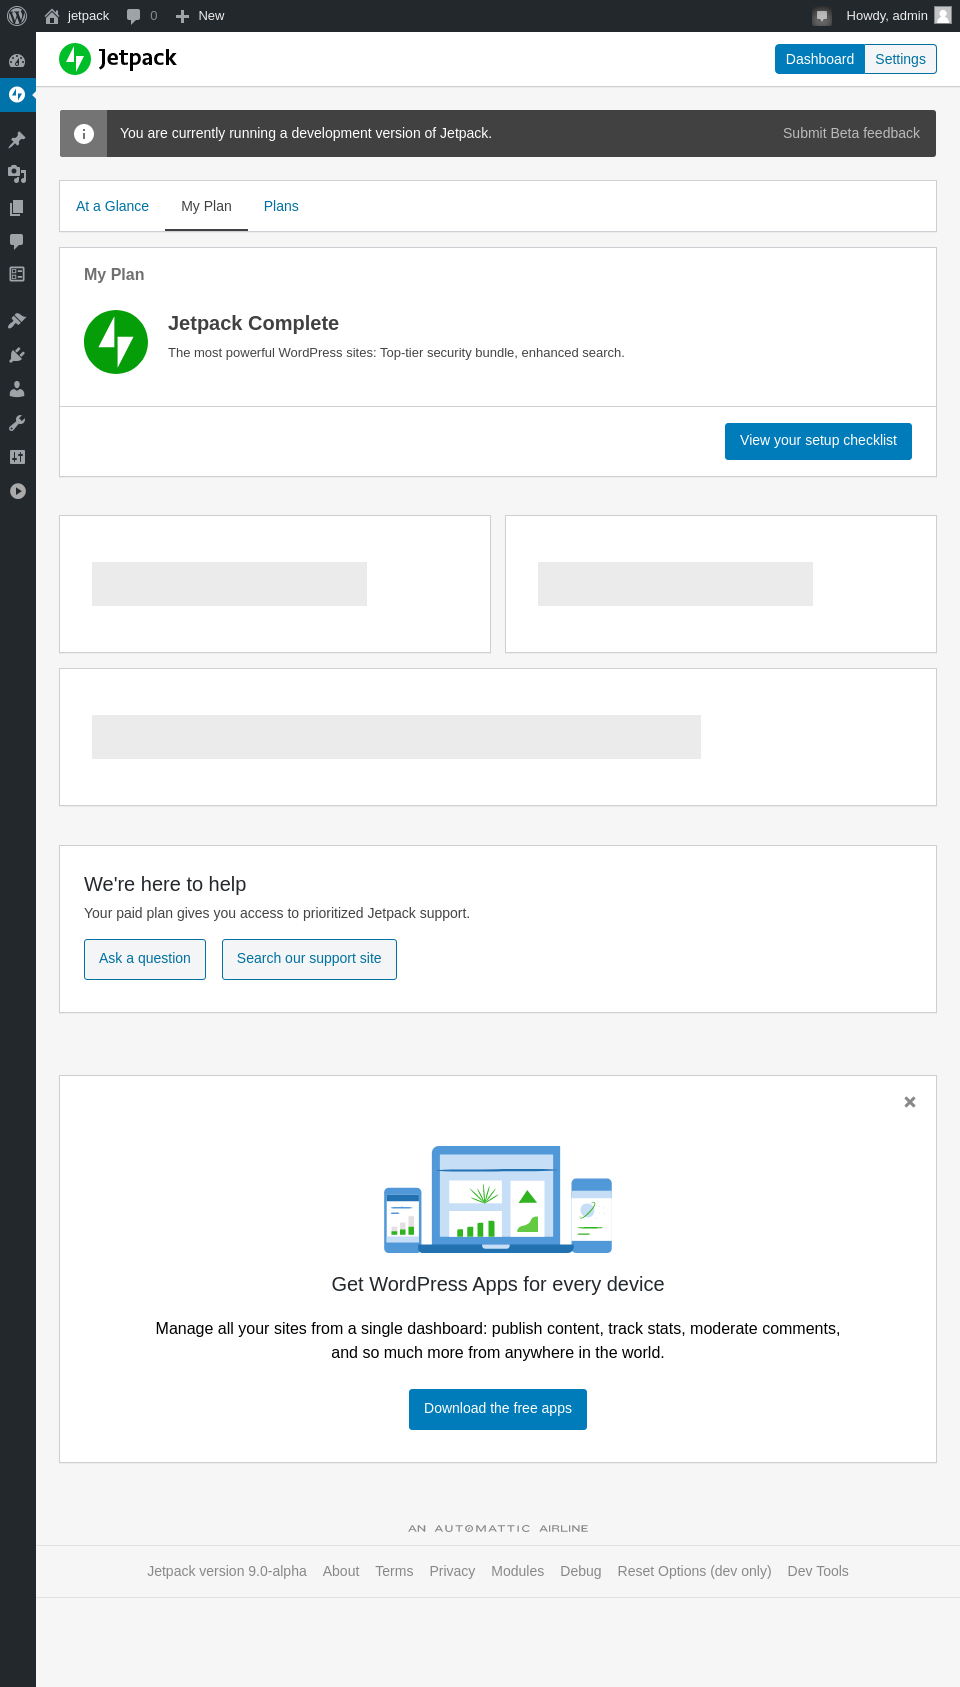 jetpack 0 New Howdy, admin
Jetpack Dashboard Settings
You are currently running a development version of Jetpack. Submit Beta feedback
At a Glance My Plan Plans
My Plan
Jetpack Complete
The most powerful WordPress sites: Top-tier security bundle, enhanced search.
View your setup checklist
We're here to help
Your paid plan gives you access to prioritized Jetpack support.
Ask a question Search our support site
Get WordPress Apps for every device
Manage all your sites from a single dashboard: publish content, track stats, moderate comments,
and so much more from anywhere in the world.
Download the free apps
AN AUTOMATTIC AIRLINE
Jetpack version 9.0-alpha About Terms Privacy Modules Debug Reset Options (dev only) Dev Tools